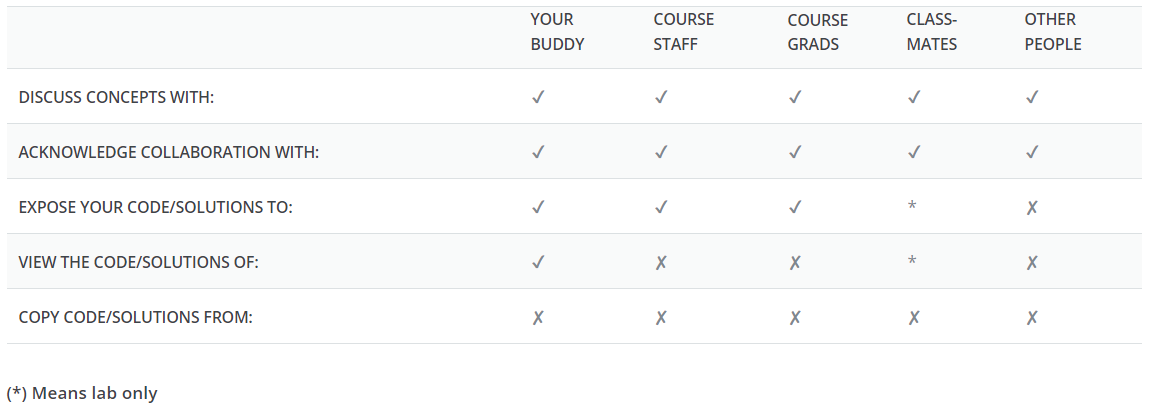 YOUR BUDDY COURSE STAFF COURSE GRADS CLASS-MATES OTHER PEOPLE
DISCUSS CONCEPTS WITH: ✓ ✓ ✓ ✓ ✓
ACKNOWLEDGE COLLABORATION WITH: ✓ ✓ ✓ ✓ ✓
EXPOSE YOUR CODE/SOLUTIONS TO: ✓ ✓ ✓ * ✗
VIEW THE CODE/SOLUTIONS OF: ✓ ✗ ✗ * ✗
COPY CODE/SOLUTIONS FROM: ✗ ✗ ✗ ✗ ✗
(*) Means lab only